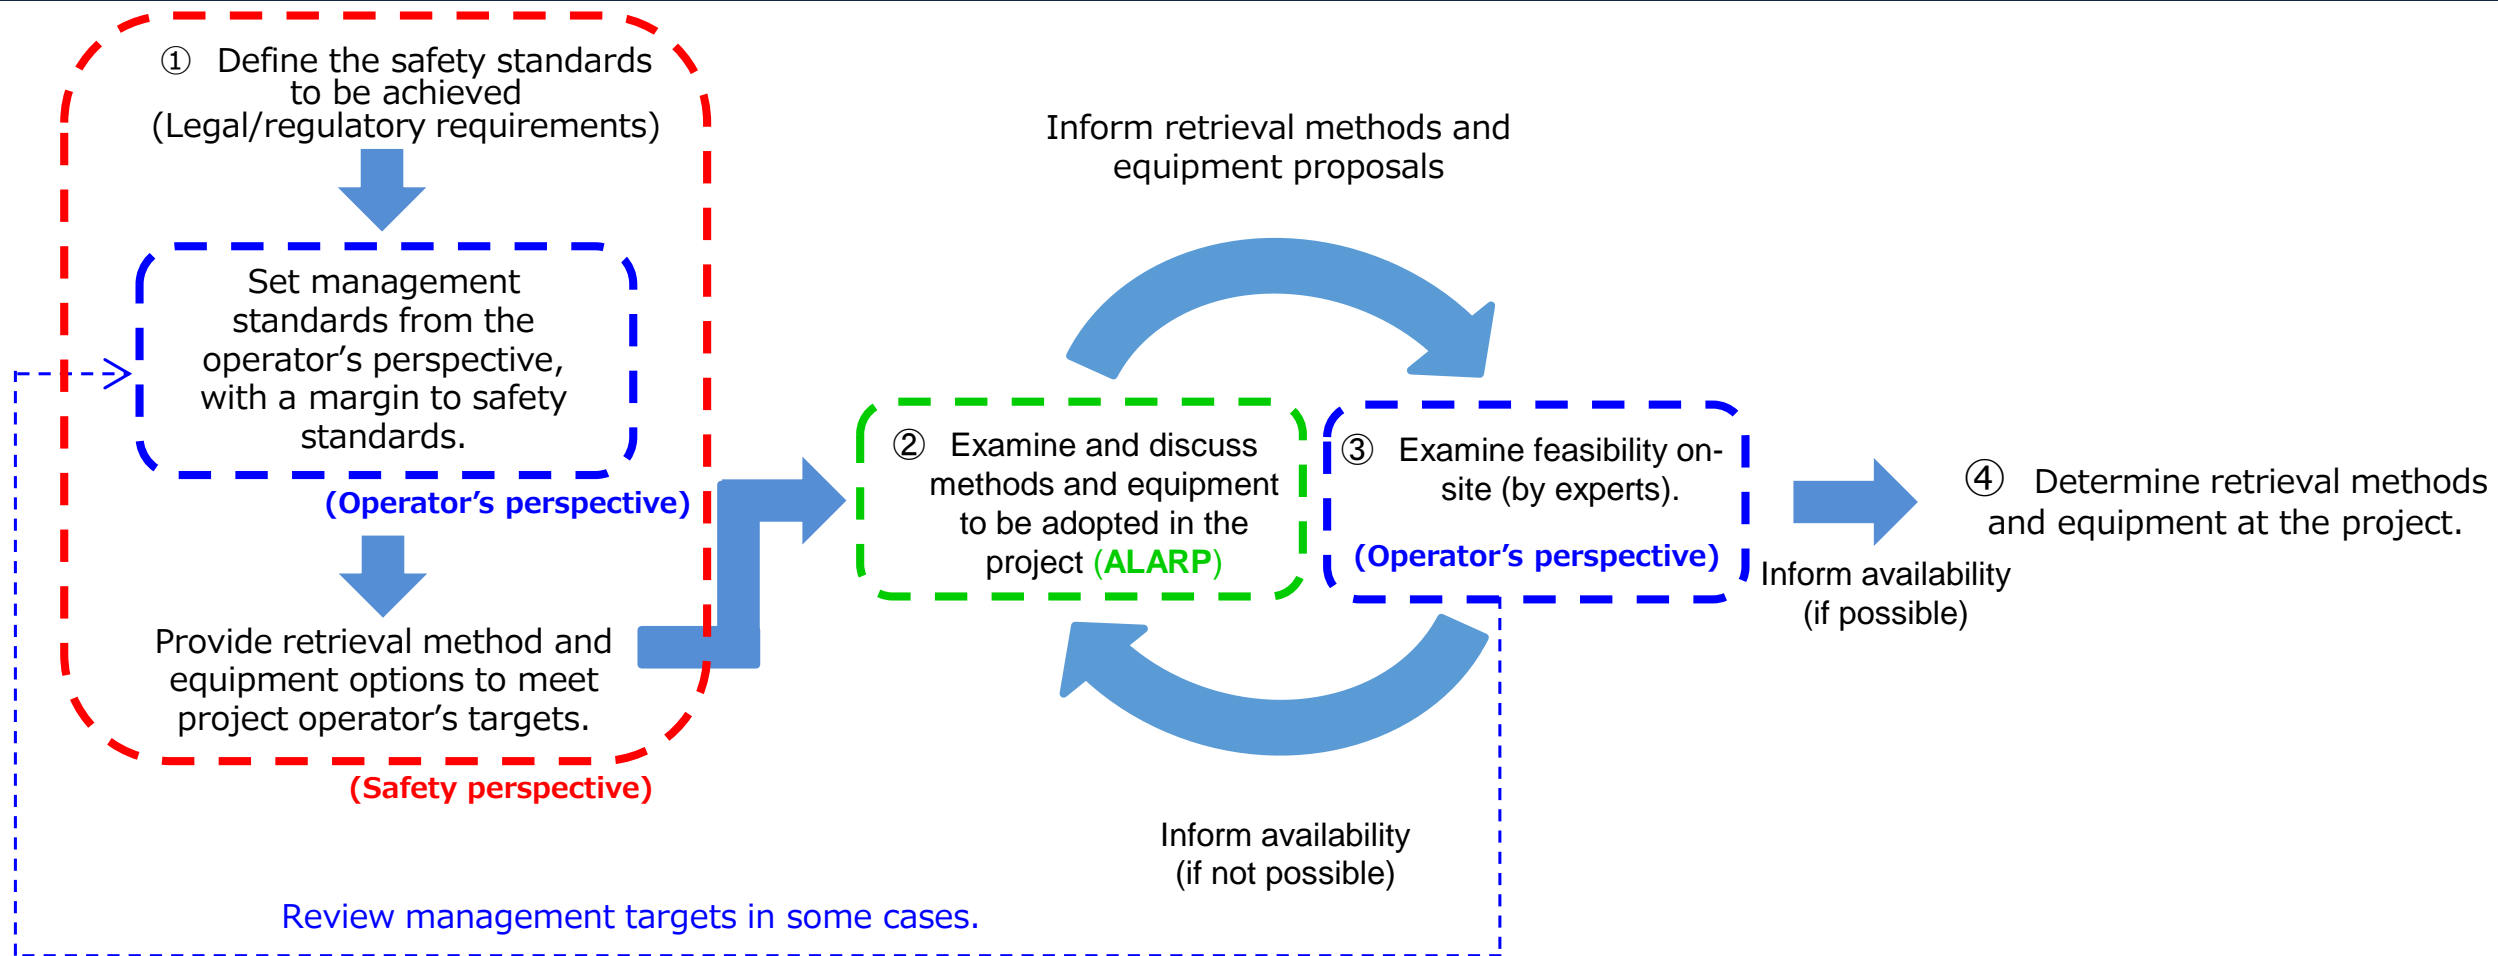 ① Define the safety standards
to be achieved
(Legal/regulatory requirements)
Set management
standards from the
operator’s perspective,
with a margin to safety
standards.
(Operator’s perspective)
Provide retrieval method and
equipment options to meet
project operator’s targets.
(Safety perspective)
Inform retrieval methods and
equipment proposals
② Examine and discuss
methods and equipment
to be adopted in the
project (ALARP)
③ Examine feasibility on-
site (by experts).
(Operator’s perspective)
Inform availability
(if not possible)
Inform availability
(if possible)
④ Determine retrieval methods
and equipment at the project.
Review management targets in some cases.